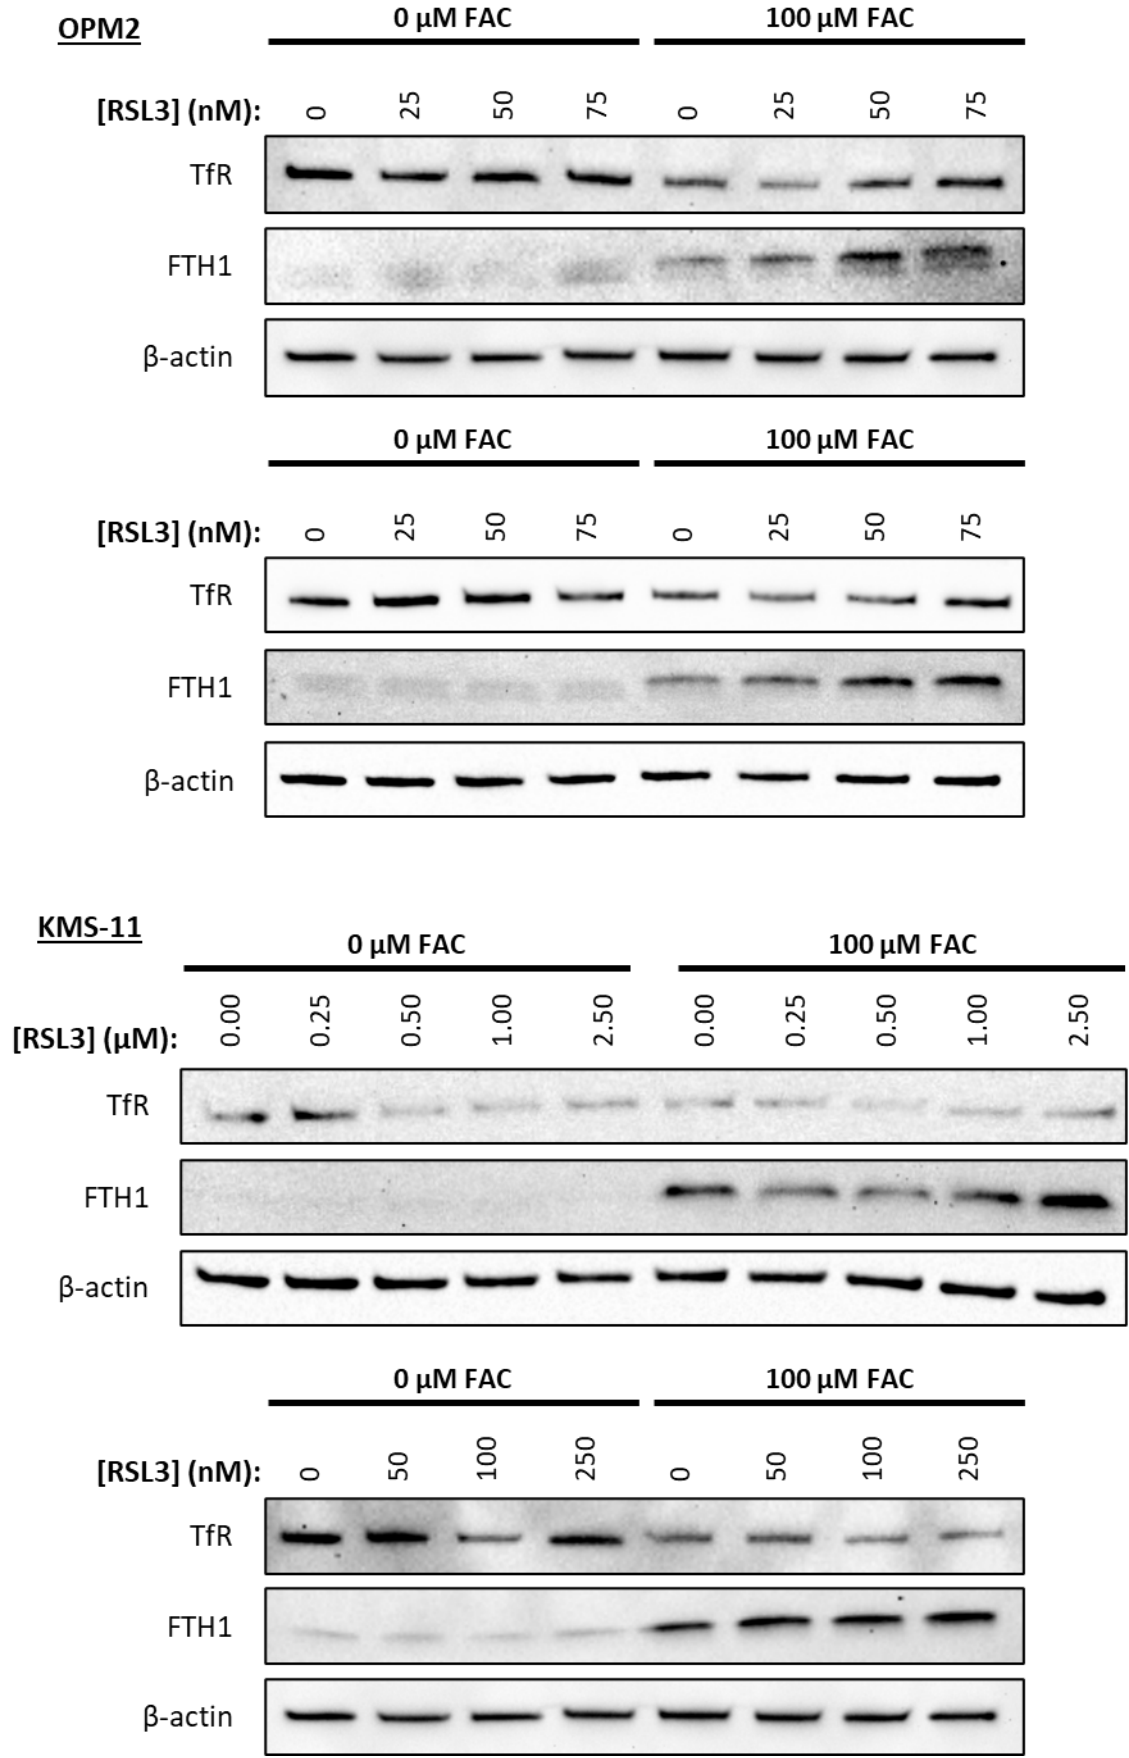 OPM2
0 µM FAC 100 µM FAC
[RSL3] (nM): 0 25 50 75 0 25 50 75
TfR
FTH1
β-actin
0 µM FAC 100 µM FAC
[RSL3] (nM): 0 25 50 75 0 25 50 75
TfR
FTH1
β-actin
KMS-11
0 µM FAC 100 µM FAC
[RSL3] (µM): 0.00 0.25 0.50 1.00 2.50 0.00 0.25 0.50 1.00 2.50
TfR
FTH1
β-actin
0 µM FAC 100 µM FAC
[RSL3] (nM): 0 50 100 250 0 50 100 250
TfR
FTH1
β-actin